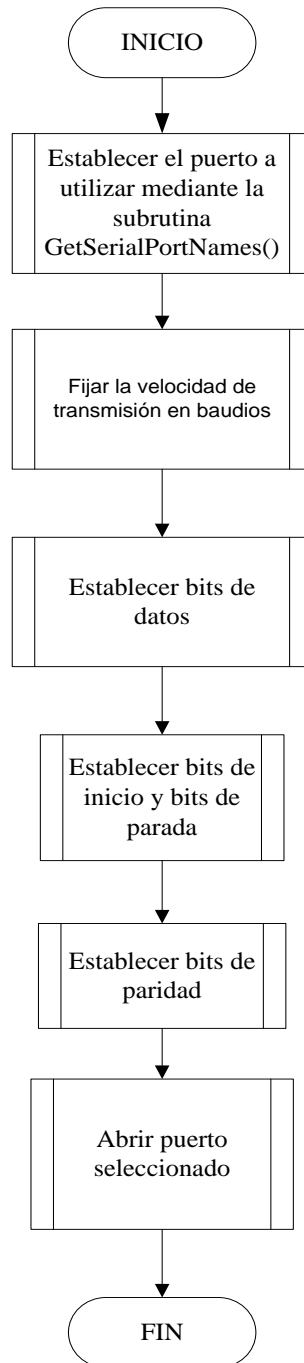 INICIO
Establecer el puerto a
utilizar mediante la
subrutina
GetSerialPortNames()
Fijar la velocidad de
transmisión en baudios
Establecer bits de
datos
Establecer bits de
inicio y bits de
parada
Establecer bits de
paridad
Abrir puerto
seleccionado
FIN